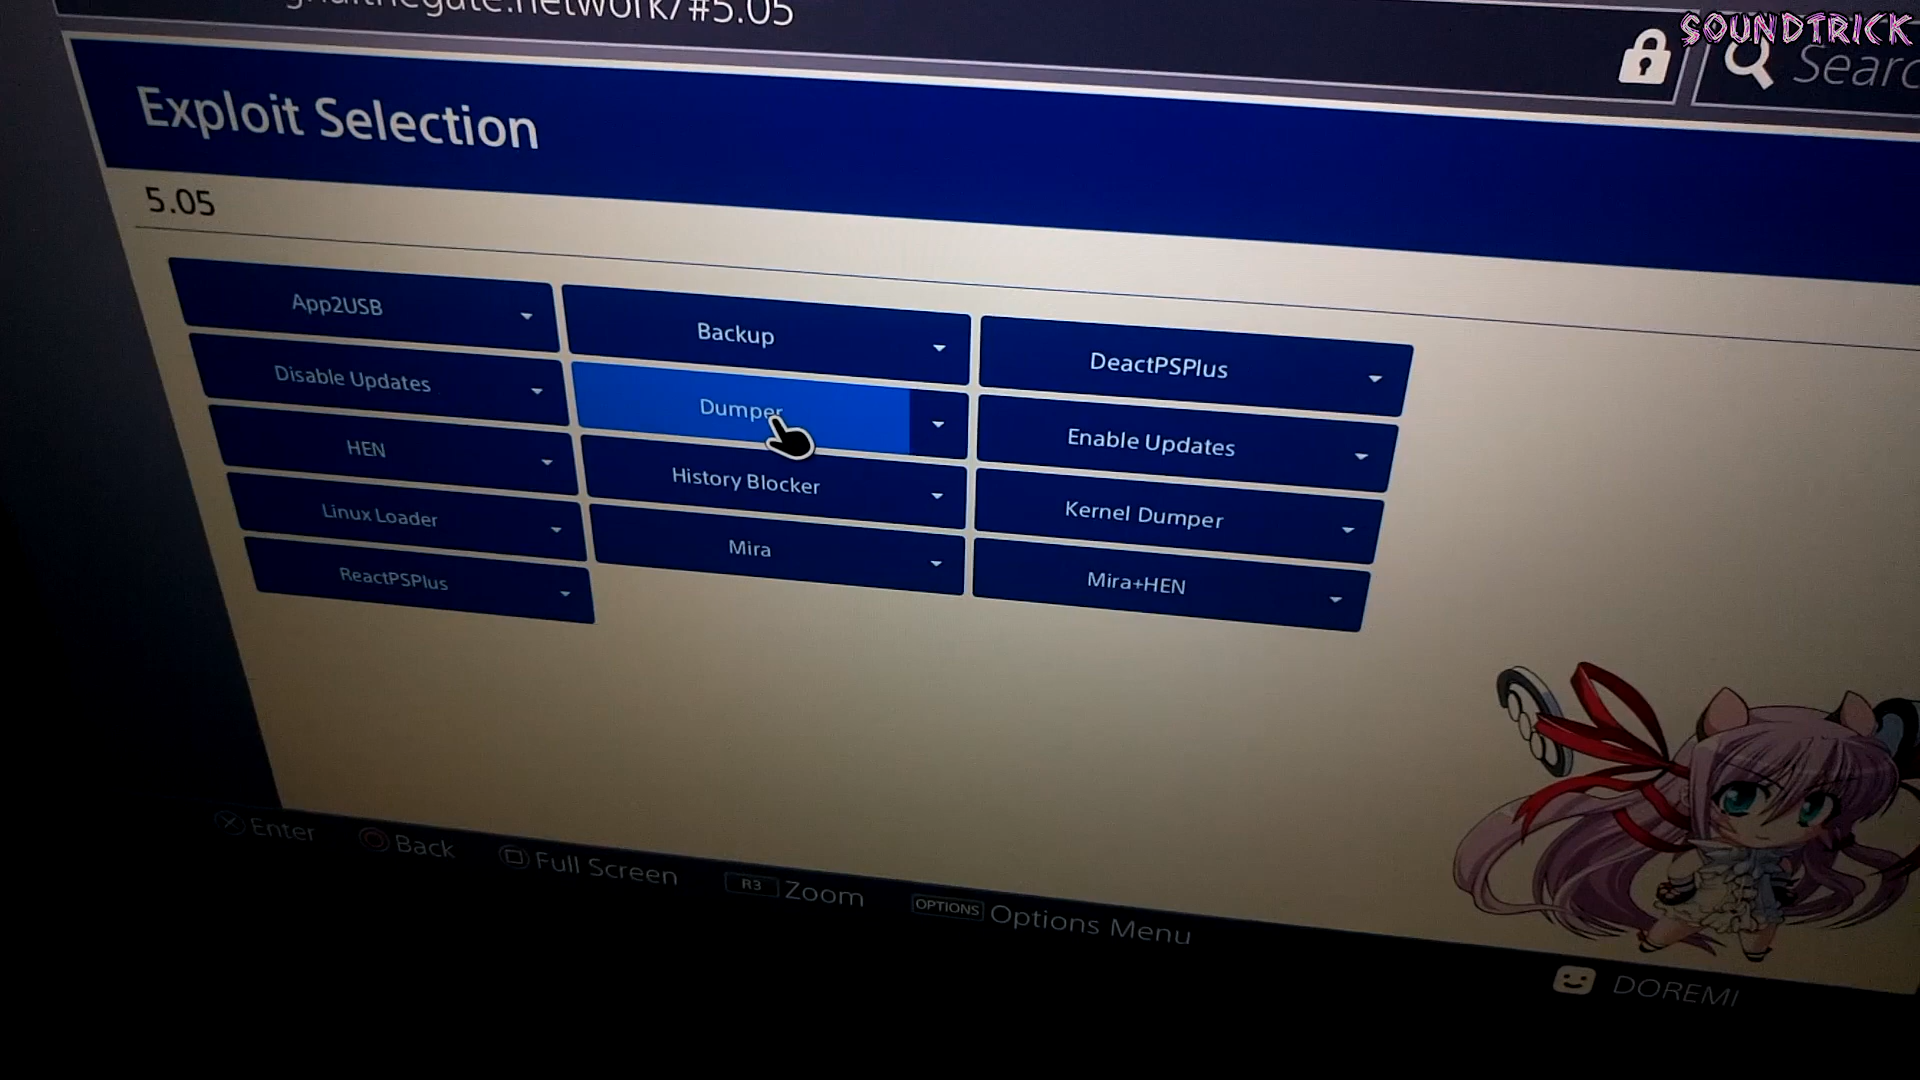 SOUNDTRICK
Exploit Selection
5.05
App2USB
Backup
DeactPSPlus
Disable Updates
Dumper
Enable Updates
HEN
History Blocker
Kernel Dumper
Linux Loader
Mira
Mira+HEN
ReactPSPlus
Enter
Back
Full Screen
R3 Zoom
OPTIONS Options Menu
DOREMI